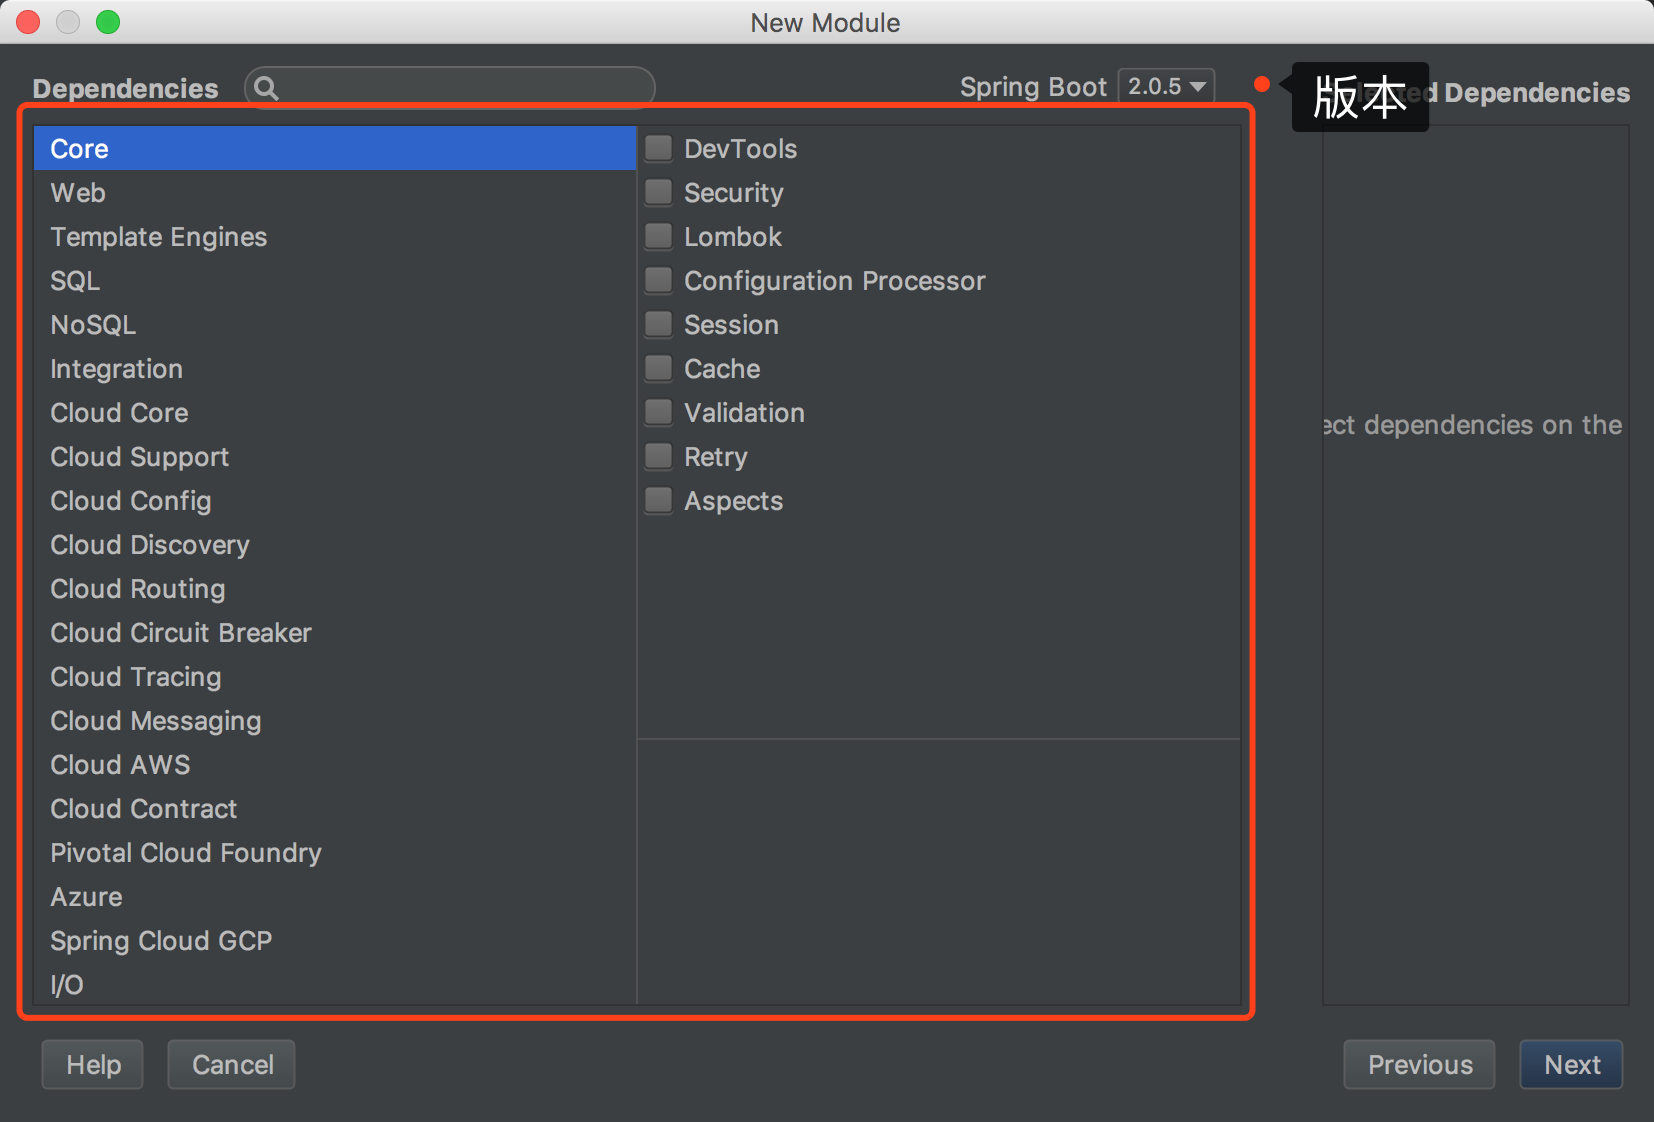 New Module
Dependencies
Spring Boot 2.0.5
版本
d Dependencies
Core
Web
Template Engines
SQL
NoSQL
Integration
Cloud Core
Cloud Support
Cloud Config
Cloud Discovery
Cloud Routing
Cloud Circuit Breaker
Cloud Tracing
Cloud Messaging
Cloud AWS
Cloud Contract
Pivotal Cloud Foundry
Azure
Spring Cloud GCP
I/O
DevTools
Security
Lombok
Configuration Processor
Session
Cache
Validation
Retry
Aspects
ect dependencies on the
Help
Cancel
Previous
Next